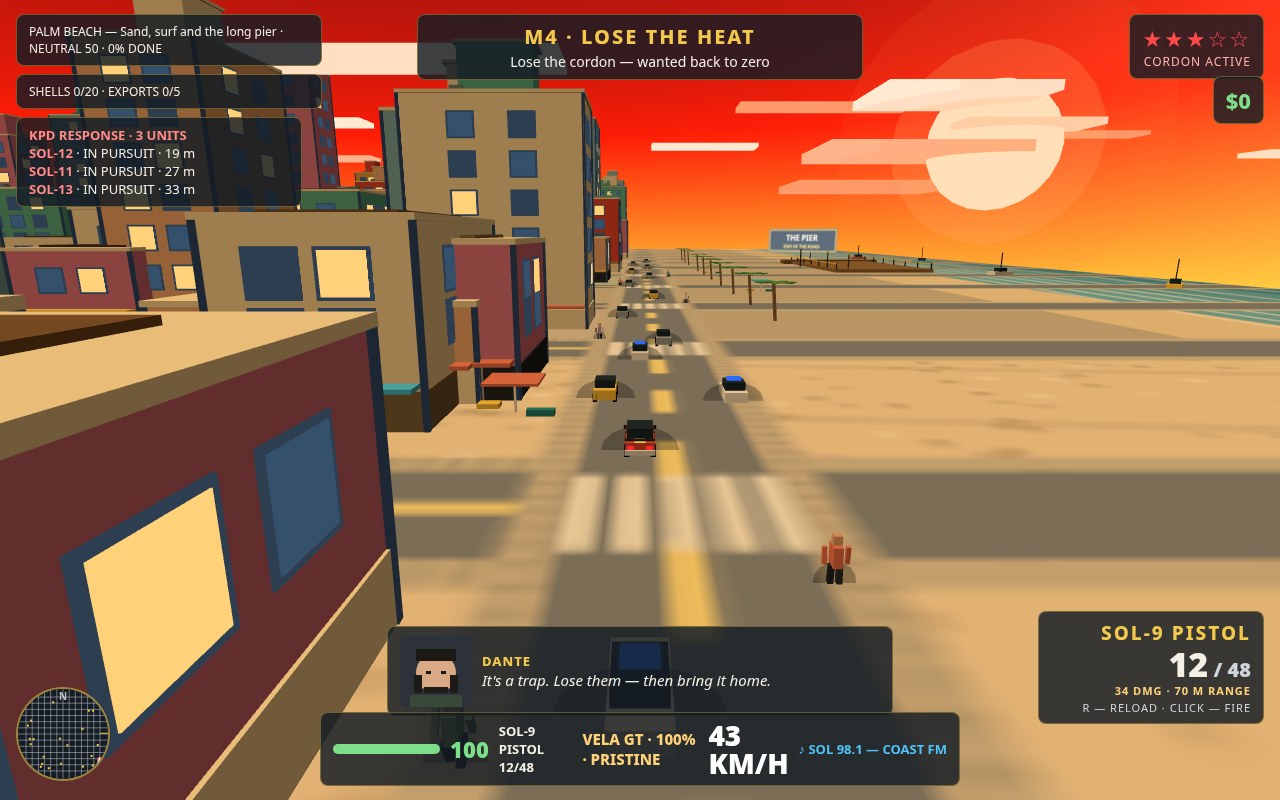 PALM BEACH — Sand, surf and the long pier ·
NEUTRAL 50 · 0% DONE
SHELLS 0/20 · EXPORTS 0/5
KPD RESPONSE · 3 UNITS
SOL-12 · IN PURSUIT · 19 m
SOL-11 · IN PURSUIT · 27 m
SOL-13 · IN PURSUIT · 33 m
M4 · LOSE THE HEAT
Lose the cordon — wanted back to zero
★★★☆☆
CORDON ACTIVE
$0
THE PIER
END OF THE ROAD
N
DANTE
It's a trap. Lose them — then bring it home.
100
SOL-9
PISTOL
12/48
VELA GT · 100%
· PRISTINE
43
KM/H
♪ SOL 98.1 — COAST FM
SOL-9 PISTOL
12 / 48
34 DMG · 70 M RANGE
R — RELOAD · CLICK — FIRE